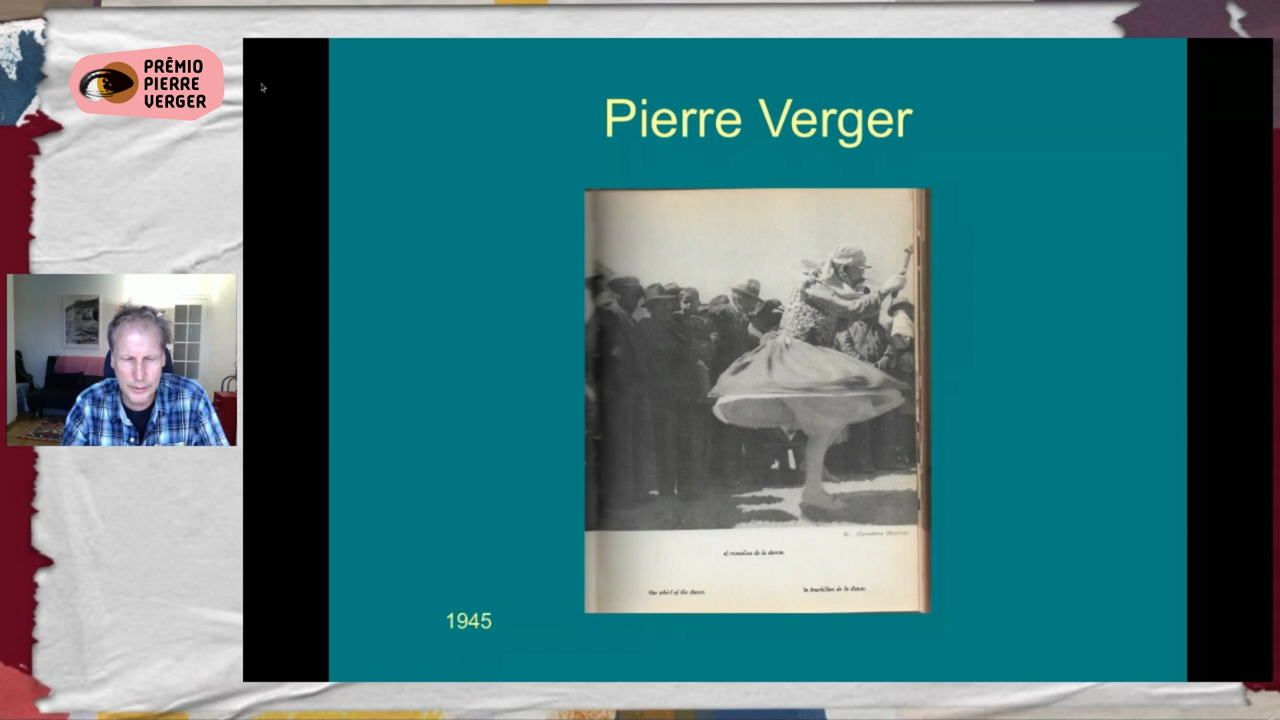 PRÊMIO
PIERRE
VERGER
Pierre Verger
el remolino de la danza.
the whirl of the dance.
le tourbillon de la danse.
1945